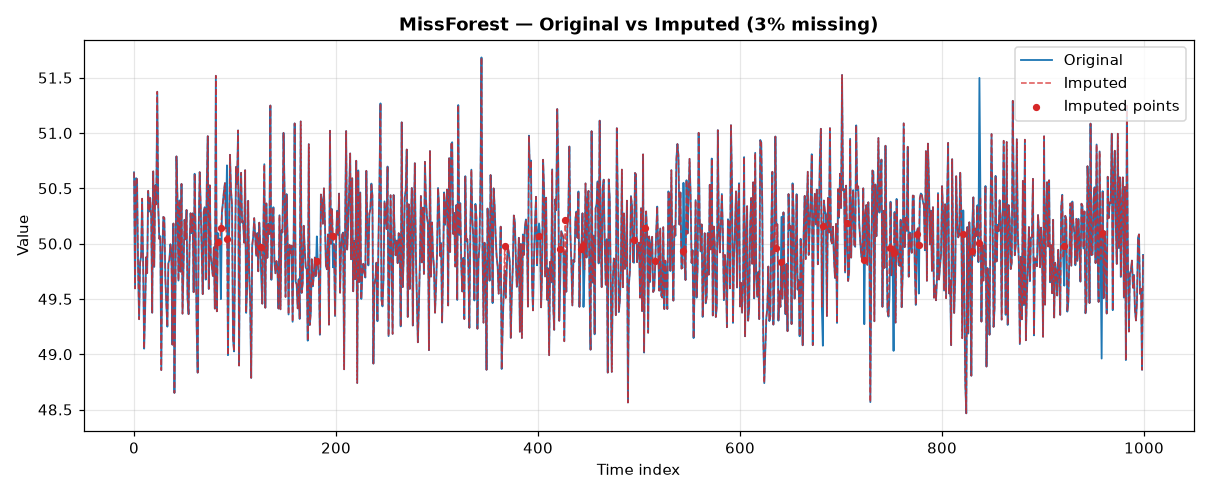 MissForest — Original vs Imputed (3% missing)
Original
Imputed
Imputed points
Value
51.5
51.0
50.5
50.0
49.5
49.0
48.5
0
200
400
600
800
1000
Time index